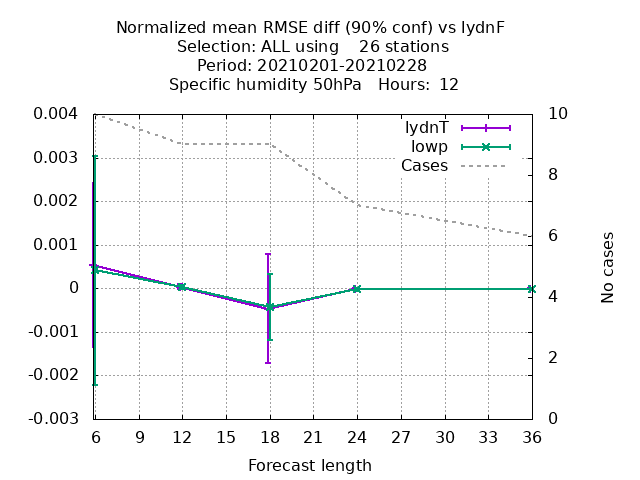 Normalized mean RMSE diff (90% conf) vs lydnF
Selection: ALL using    26 stations
Period: 20210201-20210228
Specific humidity 50hPa   Hours:  12
0.004
0.003
0.002
0.001
0
-0.001
-0.002
-0.003
10
8
6
4
2
0
lydnT
lowp
Cases
No cases
6 9 12 15 18 21 24 27 30 33 36
Forecast length